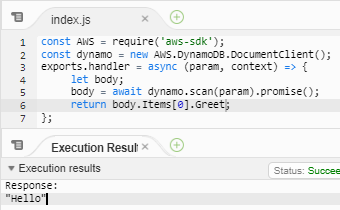 index.js
1 const AWS = require('aws-sdk');
2 const dynamo = new AWS.DynamoDB.DocumentClient();
3 exports.handler = async (param, context) => {
4 let body;
5 body = await dynamo.scan(param).promise();
6 return body.Items[0].Greet;
7 };
Execution Result
Execution results
Status: Succee
Response:
"Hello"